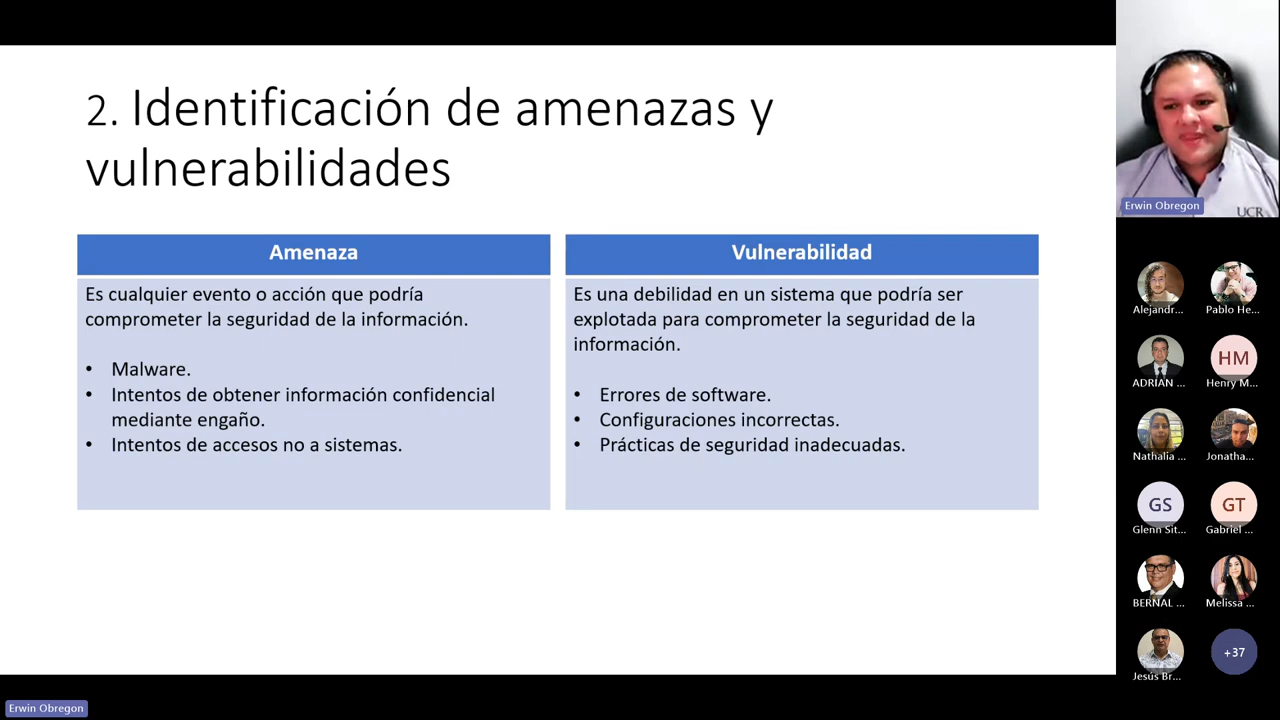 2. Identificación de amenazas y
vulnerabilidades
Amenaza
Es cualquier evento o acción que podría
comprometer la seguridad de la información.
• Malware.
• Intentos de obtener información confidencial
mediante engaño.
• Intentos de accesos no a sistemas.
Vulnerabilidad
Es una debilidad en un sistema que podría ser
explotada para comprometer la seguridad de la
información.
• Errores de software.
• Configuraciones incorrectas.
• Prácticas de seguridad inadecuadas.
UCR
Erwin Obregon
Alejandr...
Pablo He...
ADRIAN ...
HM
Henry M...
Nathalia ...
Jonatha...
GS
Glenn Sit...
GT
Gabriel ...
BERNAL ...
Melissa ...
Jesús Br...
+37
Erwin Obregon